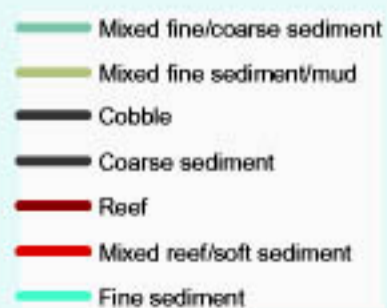 Mixed fine/coarse sediment
Mixed fine sediment/mud
Cobble
Coarse sediment
Reef
Mixed reef/soft sediment
Fine sediment